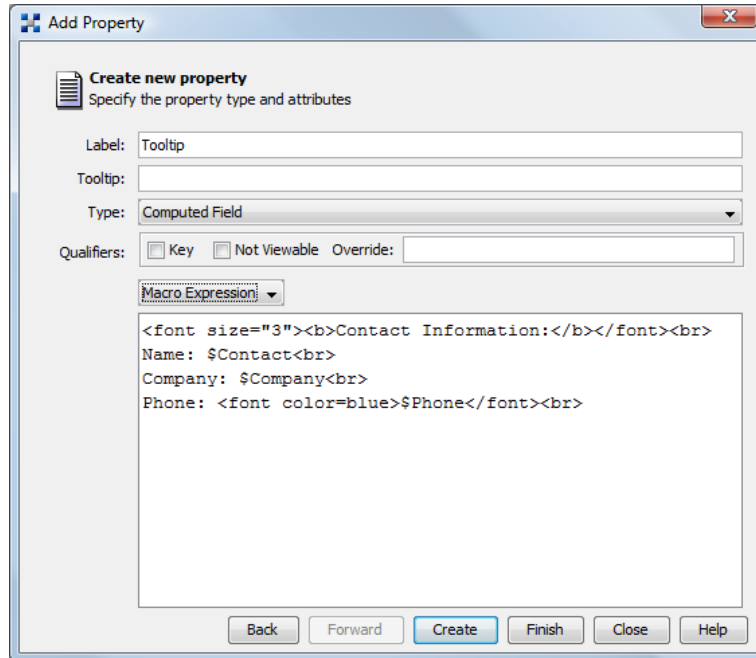 Add Property
Create new property
Specify the property type and attributes
Label: Tooltip
Tooltip:
Type: Computed Field
Qualifiers: Key Not Viewable Override:
Macro Expression
<font size="3"><b>Contact Information:</b></font><br>
Name: $Contact<br>
Company: $Company<br>
Phone: <font color=blue>$Phone</font><br>
Back Forward Create Finish Close Help